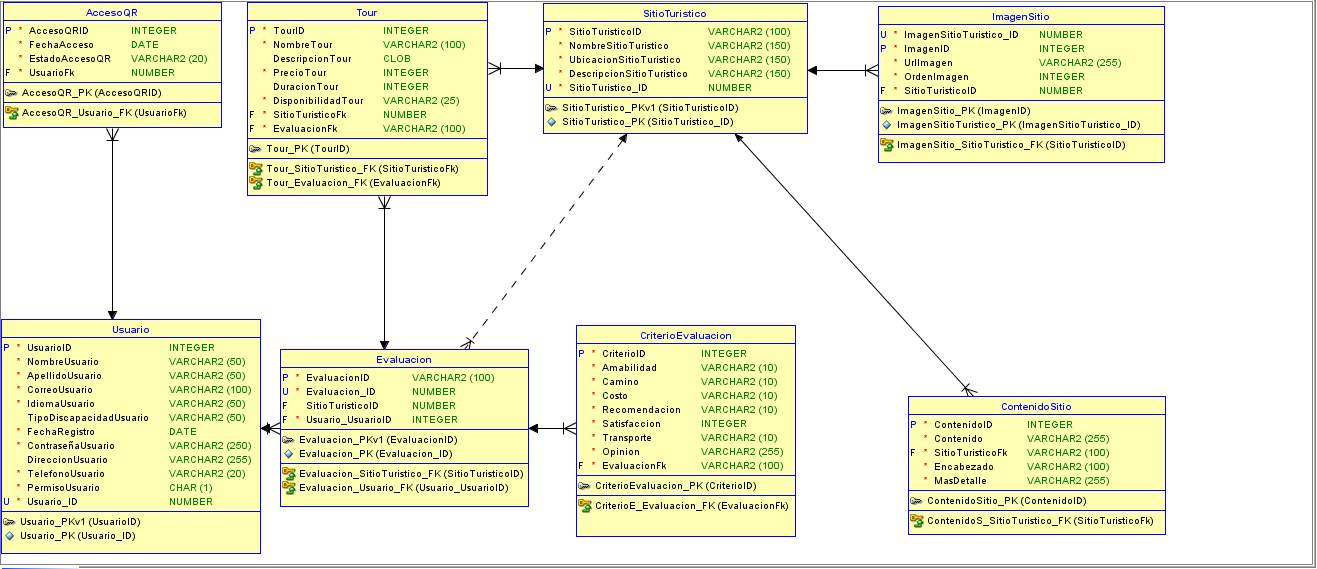 AccesoQR
P * AccesoQRID INTEGER
* FechaAcceso DATE
* EstadoAccesoQR VARCHAR2 (20)
F * UsuarioFk NUMBER
AccesoQR_PK (AccesoQRID)
AccesoQR_Usuario_FK (UsuarioFk)
Tour
P * TourID INTEGER
* NombreTour VARCHAR2 (100)
DescripcionTour CLOB
* PrecioTour INTEGER
DuracionTour INTEGER
* DisponibilidadTour VARCHAR2 (25)
F * SitioTuristicoFk NUMBER
F * EvaluacionFk VARCHAR2 (100)
Tour_PK (TourID)
Tour_SitioTuristico_FK (SitioTuristicoFk)
Tour_Evaluacion_FK (EvaluacionFk)
SitioTuristico
P * SitioTuristicoID VARCHAR2 (100)
* NombreSitioTuristico VARCHAR2 (150)
* UbicacionSitioTuristico VARCHAR2 (150)
* DescripcionSitioTuristico VARCHAR2 (150)
U * SitioTuristico_ID NUMBER
SitioTuristico_PKv1 (SitioTuristicoID)
SitioTuristico_PK (SitioTuristico_ID)
ImagenSitio
U * ImagenSitioTuristico_ID NUMBER
P * ImagenID INTEGER
* UrlImagen VARCHAR2 (255)
* OrdenImagen INTEGER
F * SitioTuristicoID NUMBER
ImagenSitio_PK (ImagenID)
ImagenSitioTuristico_PK (ImagenSitioTuristico_ID)
ImagenSitio_SitioTuristico_FK (SitioTuristicoID)
Usuario
P * UsuarioID INTEGER
* NombreUsuario VARCHAR2 (50)
* ApellidoUsuario VARCHAR2 (50)
* CorreoUsuario VARCHAR2 (100)
* IdiomaUsuario VARCHAR2 (50)
TipoDiscapacidadUsuario VARCHAR2 (50)
* FechaRegistro DATE
* ContraseñaUsuario VARCHAR2 (250)
DireccionUsuario VARCHAR2 (255)
* TelefonoUsuario VARCHAR2 (20)
* PermisoUsuario CHAR (1)
U * Usuario_ID NUMBER
Usuario_PKv1 (UsuarioID)
Usuario_PK (Usuario_ID)
Evaluacion
P * EvaluacionID VARCHAR2 (100)
U * Evaluacion_ID NUMBER
F SitioTuristicoID NUMBER
F * Usuario_UsuarioID INTEGER
Evaluacion_PKv1 (EvaluacionID)
Evaluacion_PK (Evaluacion_ID)
Evaluacion_SitioTuristico_FK (SitioTuristicoID)
Evaluacion_Usuario_FK (Usuario_UsuarioID)
CriterioEvaluacion
P * CriterioID INTEGER
* Amabilidad VARCHAR2 (10)
* Camino VARCHAR2 (10)
* Costo VARCHAR2 (10)
* Recomendacion VARCHAR2 (10)
* Satisfaccion INTEGER
* Transporte VARCHAR2 (10)
* Opinion VARCHAR2 (255)
F * EvaluacionFk VARCHAR2 (100)
CriterioEvaluacion_PK (CriterioID)
CriterioE_Evaluacion_FK (EvaluacionFk)
ContenidoSitio
P * ContenidoID INTEGER
* Contenido VARCHAR2 (255)
F * SitioTuristicoFk VARCHAR2 (100)
* Encabezado VARCHAR2 (100)
* MasDetalle VARCHAR2 (255)
ContenidoSitio_PK (ContenidoID)
ContenidoS_SitioTuristico_FK (SitioTuristicoFk)